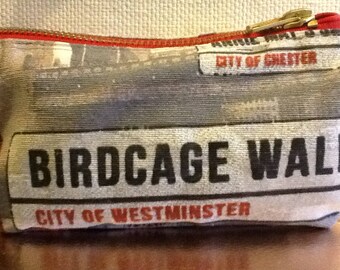 CITY OF CHESTER
BIRDCAGE WAL
CITY OF WESTMINSTER